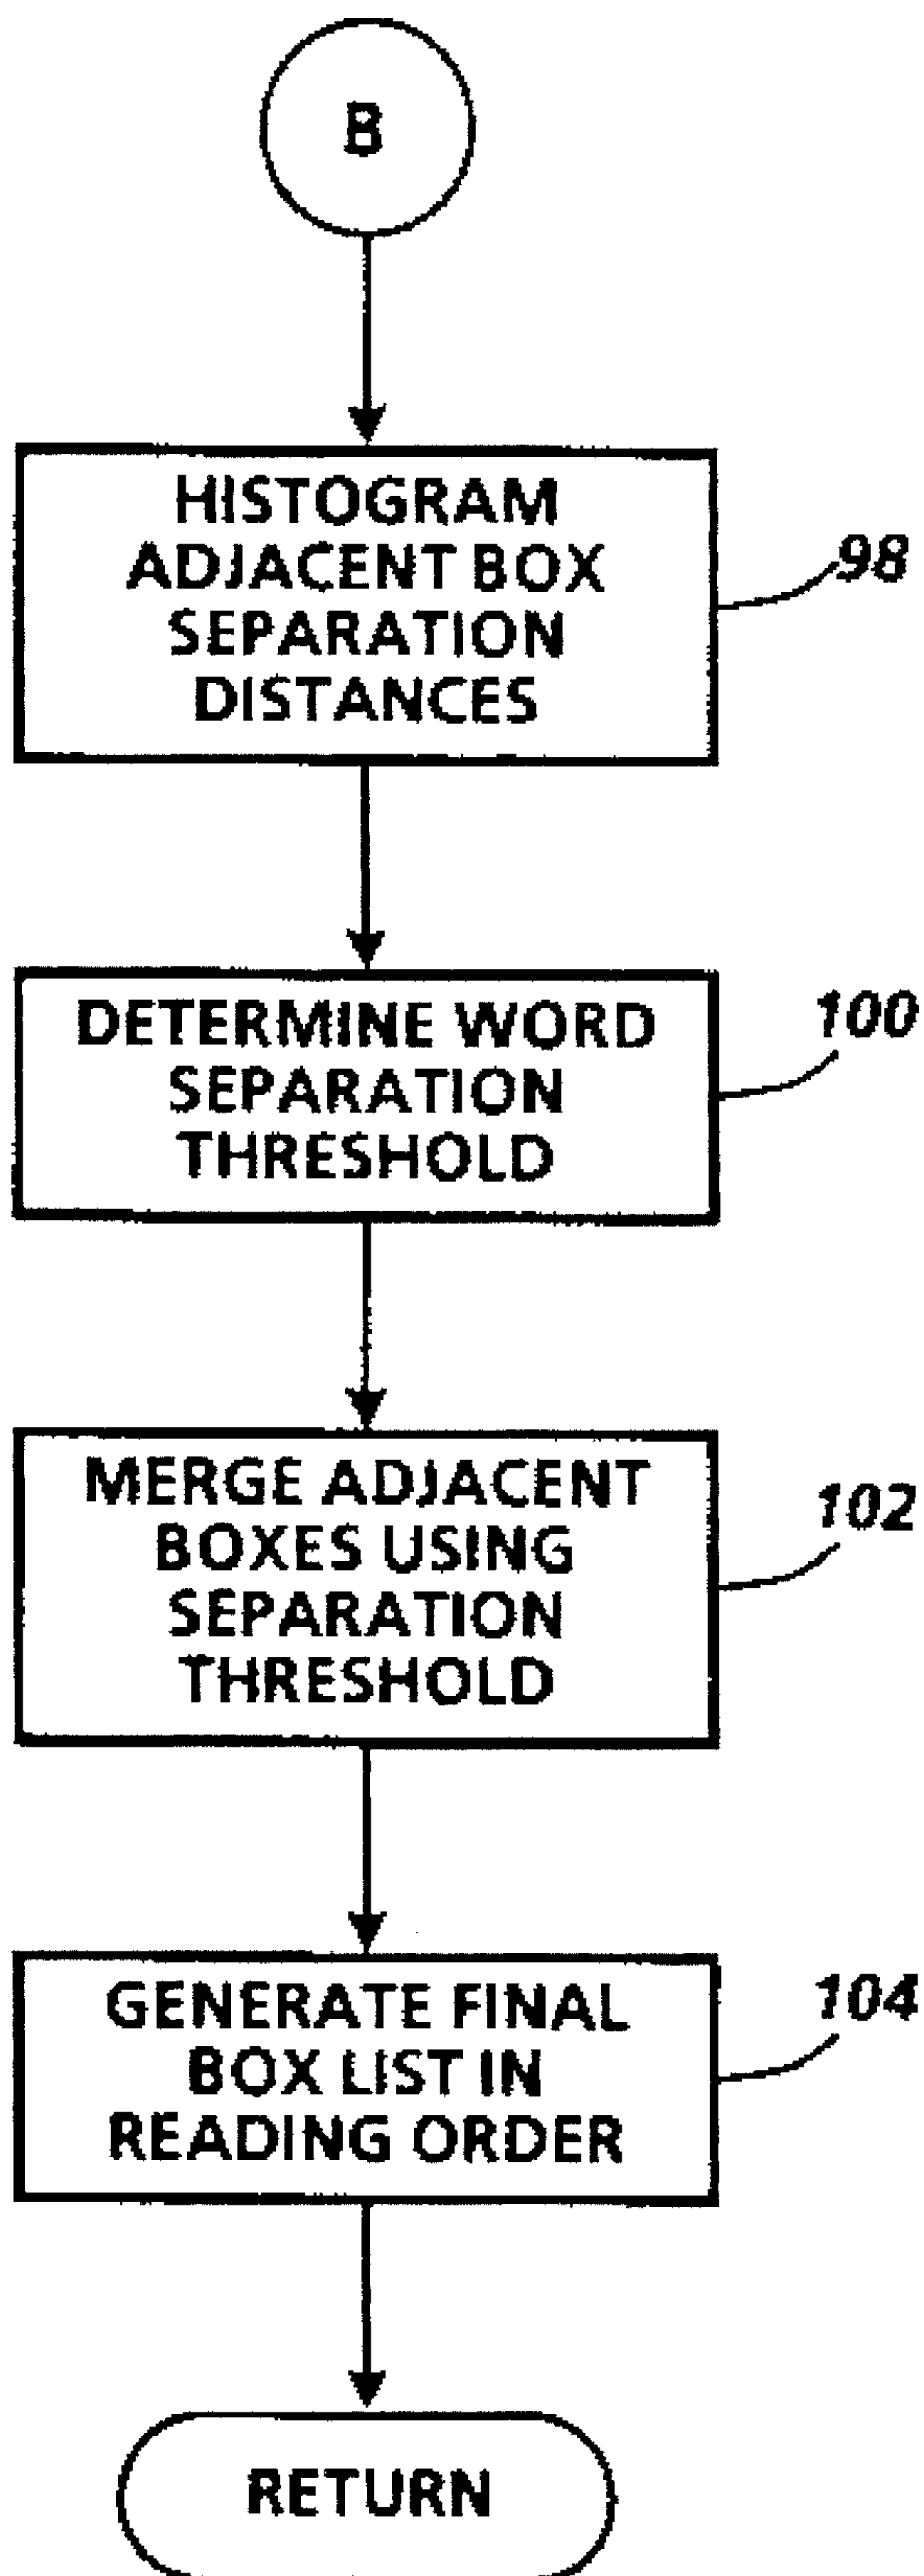 B
HISTOGRAM
ADJACENT BOX
SEPARATION
DISTANCES
98
DETERMINE WORD
SEPARATION
THRESHOLD
100
MERGE ADJACENT
BOXES USING
SEPARATION
THRESHOLD
102
GENERATE FINAL
BOX LIST IN
READING ORDER
104
RETURN